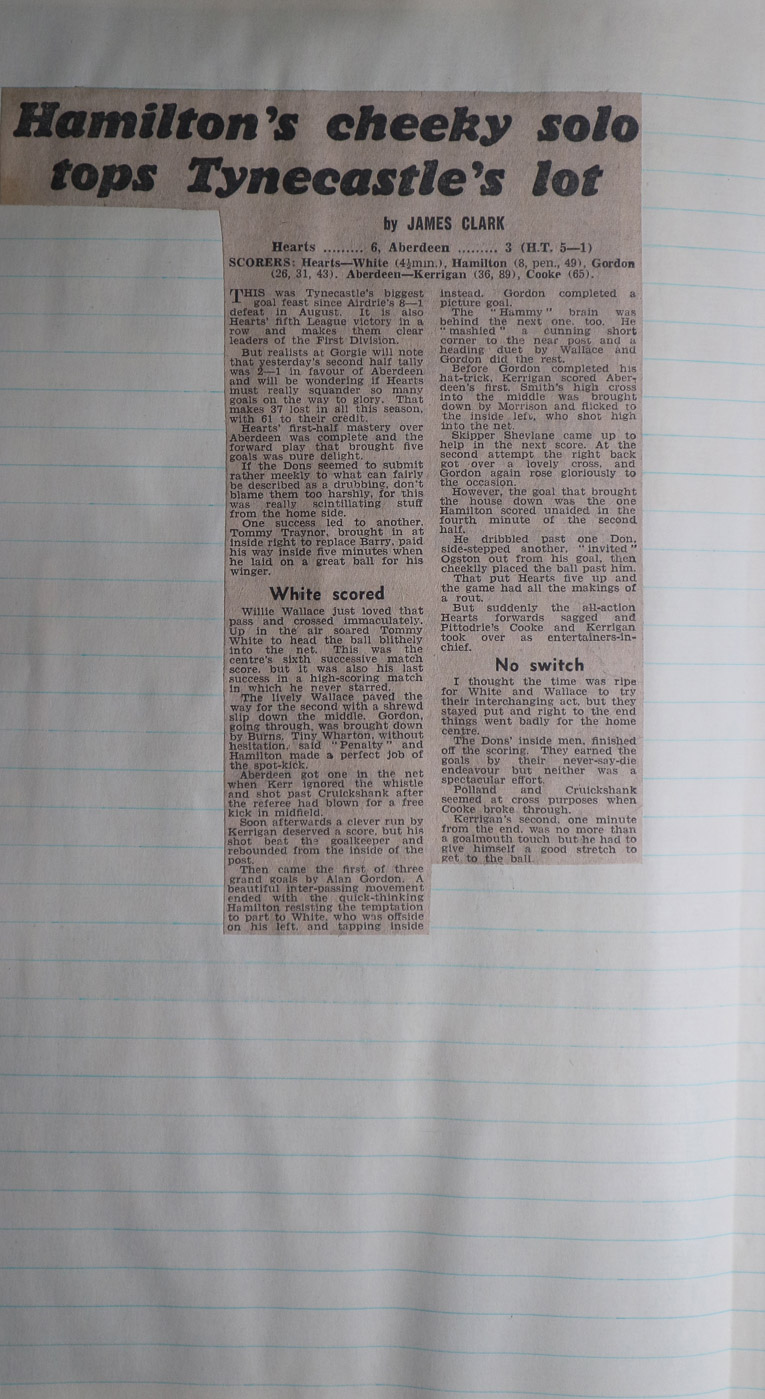 Hamilton's cheeky solo
tops Tynecastle's lot
by JAMES CLARK
Hearts ......... 6, Aberdeen ......... 3 (H.T. 5—1)
SCORERS: Hearts—White (4½min.), Hamilton (8, pen., 49), Gordon
(26, 31, 43). Aberdeen—Kerrigan (36, 89), Cooke (65).
THIS was Tynecastle's biggest
goal feast since Airdrie's 8—1
defeat in August. It is also
Hearts' fifth League victory in a
row and makes them clear
leaders of the First Division.
But realists at Gorgie will note
that yesterday's second half tally
was 2—1 in favour of Aberdeen
and will be wondering if Hearts
must really squander so many
goals on the way to glory. That
makes 37 lost in all this season,
with 61 to their credit.
Hearts' first-half mastery over
Aberdeen was complete and the
forward play that brought five
goals was pure delight.
If the Dons seemed to submit
rather meekly to what can fairly
be described as a drubbing, don't
blame them too harshly, for this
was really scintillating stuff
from the home side.
One success led to another.
Tommy Traynor, brought in at
inside right to replace Barry, paid
his way inside five minutes when
he laid on a great ball for his
winger.
White scored
Willie Wallace just loved that
pass and crossed immaculately.
Up in the air soared Tommy
White to head the ball blithely
into the net. This was the
centre's sixth successive match
score, but it was also his last
success in a high-scoring match
in which he never starred.
The lively Wallace paved the
way for the second with a shrewd
slip down the middle. Gordon,
going through, was brought down
by Burns. Tiny Wharton, without
hesitation, said "Penalty" and
Hamilton made a perfect job of
the spot-kick.
Aberdeen got one in the net
when Kerr ignored the whistle
and shot past Cruickshank after
the referee had blown for a free
kick in midfield.
Soon afterwards a clever run by
Kerrigan deserved a score, but his
shot beat the goalkeeper and
rebounded from the inside of the
post.
Then came the first of three
grand goals by Alan Gordon. A
beautiful inter-passing movement
ended with the quick-thinking
Hamilton resisting the temptation
to part to White, who was offside
on his left, and tapping inside
instead. Gordon completed a
picture goal.
The "Hammy" brain was
behind the next one, too. He
"mashied" a cunning short
corner to the near post and a
heading duet by Wallace and
Gordon did the rest.
Before Gordon completed his
hat-trick, Kerrigan scored Aber-
deen's first. Smith's high cross
into the middle was brought
down by Morrison and flicked to
the inside left, who shot high
into the net.
Skipper Shevlane came up to
help in the next score. At the
second attempt the right back
got over a lovely cross, and
Gordon again rose gloriously to
the occasion.
However, the goal that brought
the house down was the one
Hamilton scored unaided in the
fourth minute of the second
half.
He dribbled past one Don,
side-stepped another, "invited"
Ogston out from his goal, then
cheekily placed the ball past him.
That put Hearts five up and
the game had all the makings of
a rout.
But suddenly the all-action
Hearts forwards sagged and
Pittodrie's Cooke and Kerrigan
took over as entertainers-in-
chief.
No switch
I thought the time was ripe
for White and Wallace to try
their interchanging act, but they
stayed put and right to the end
things went badly for the home
centre.
The Dons' inside men, finished
off the scoring. They earned the
goals by their never-say-die
endeavour but neither was a
spectacular effort.
Polland and Cruickshank
seemed at cross purposes when
Cooke broke through.
Kerrigan's second, one minute
from the end, was no more than
a goalmouth touch but he had to
give himself a good stretch to
get to the ball